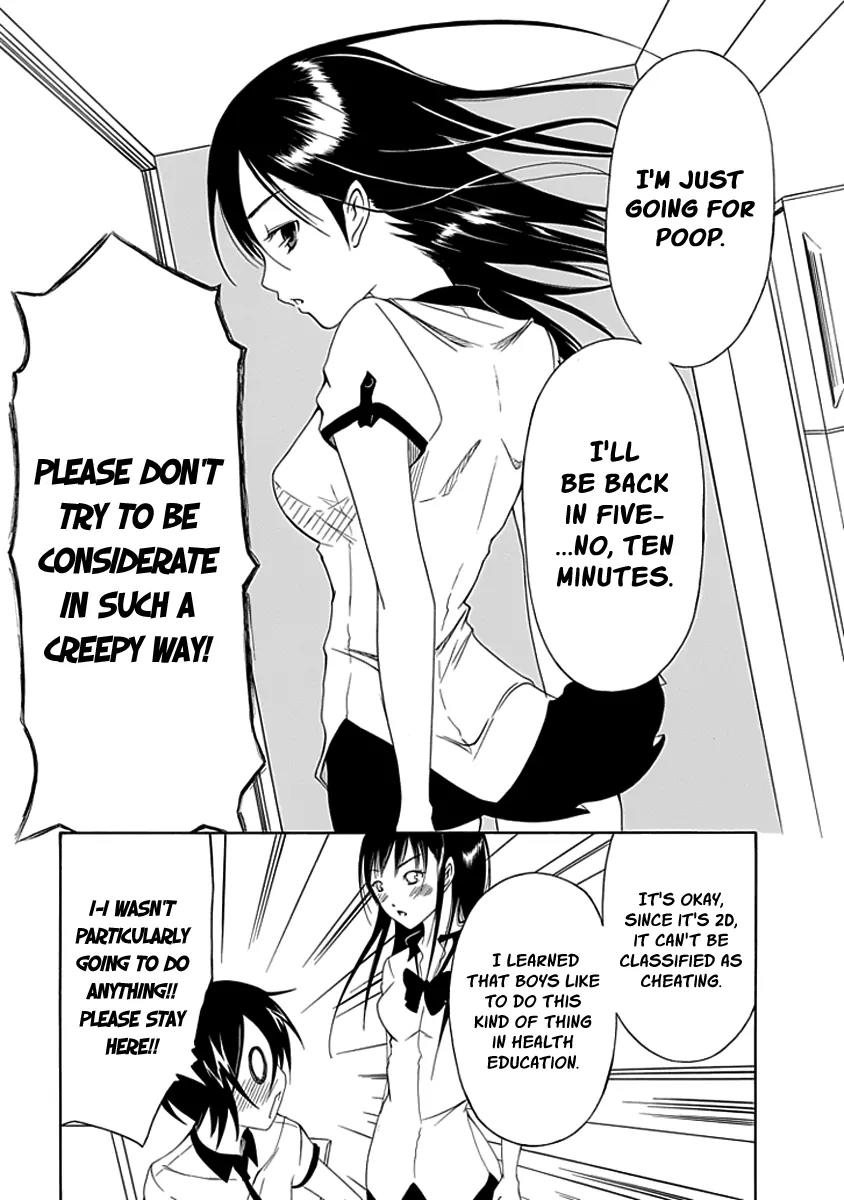 I'M JUST
GOING FOR
POOP.
I'LL
BE BACK
IN FIVE-
...NO, TEN
MINUTES.
PLEASE DON'T
TRY TO BE
CONSIDERATE
IN SUCH A
CREEPY WAY!
IT'S OKAY,
SINCE IT'S 2D,
IT CAN'T BE
CLASSIFIED AS
CHEATING.
I LEARNED
THAT BOYS LIKE
TO DO THIS
KIND OF THING
IN HEALTH
EDUCATION.
I-I WASN'T
PARTICULARLY
GOING TO DO
ANYTHING!!
PLEASE STAY
HERE!!